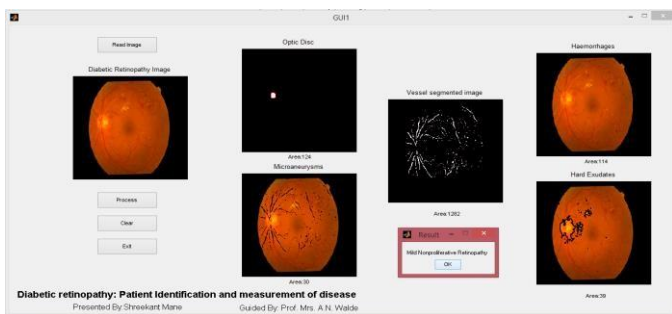 GUI1
Read Image
Diabetic Retinopathy Image
Process
Clear
Exit
Optic Disc
Area:124
Microaneurysms
Area:30
Vessel segmented image
Area:1282
Result
Mild Nonproliferative Retinopathy
OK
Haemorrhages
Area:114
Hard Exudates
Area:39
Diabetic retinopathy: Patient Identification and measurement of disease
Presented By:Shreekant Mane
Guided By: Prof. Mrs. A.N. Walde